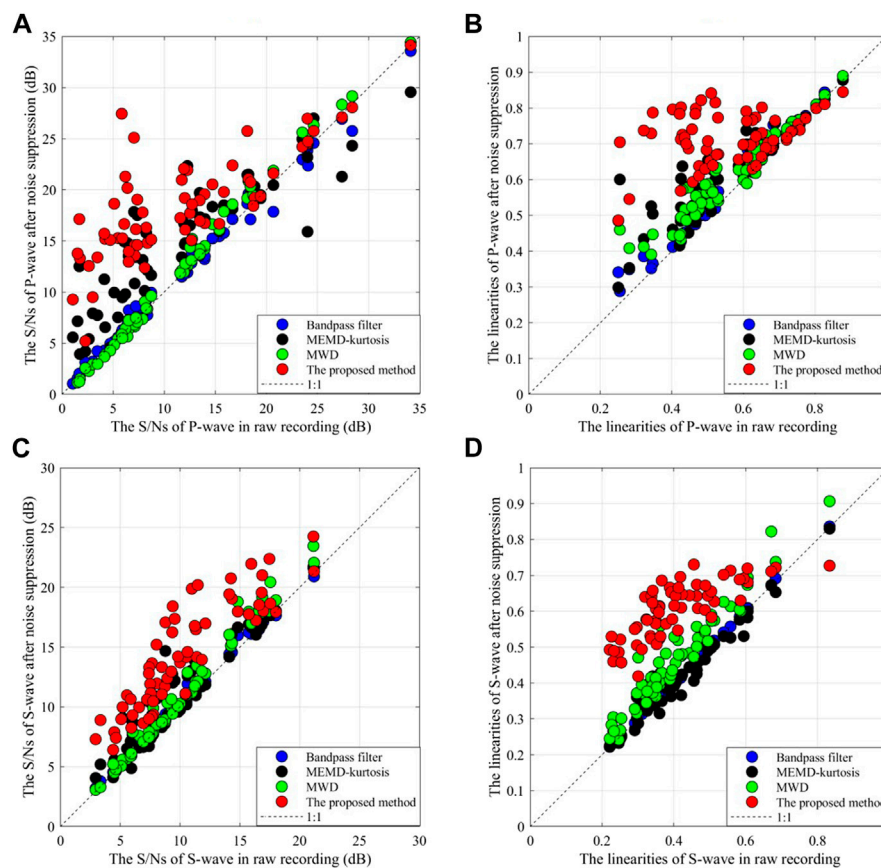 A
The S/Ns of P-wave after noise suppression (dB)
35
30
25
20
15
10
5
0
0 5 10 15 20 25 30 35
The S/Ns of P-wave in raw recording (dB)
Bandpass filter
MEMD-kurtosis
MWD
The proposed method
1:1
B
The linearities of P-wave after noise suppression
1
0.9
0.8
0.7
0.6
0.5
0.4
0.3
0.2
0.1
0
0 0.2 0.4 0.6 0.8
The linearities of P-wave in raw recording
Bandpass filter
MEMD-kurtosis
MWD
The proposed method
1:1
C
The S/Ns of S-wave after noise suppression (dB)
30
25
20
15
10
5
0
0 5 10 15 20 25 30
The S/Ns of S-wave in raw recording (dB)
Bandpass filter
MEMD-kurtosis
MWD
The proposed method
1:1
D
The linearities of S-wave after noise suppression
1
0.9
0.8
0.7
0.6
0.5
0.4
0.3
0.2
0.1
0
0 0.2 0.4 0.6 0.8
The linearities of S-wave in raw recording
Bandpass filter
MEMD-kurtosis
MWD
The proposed method
1:1